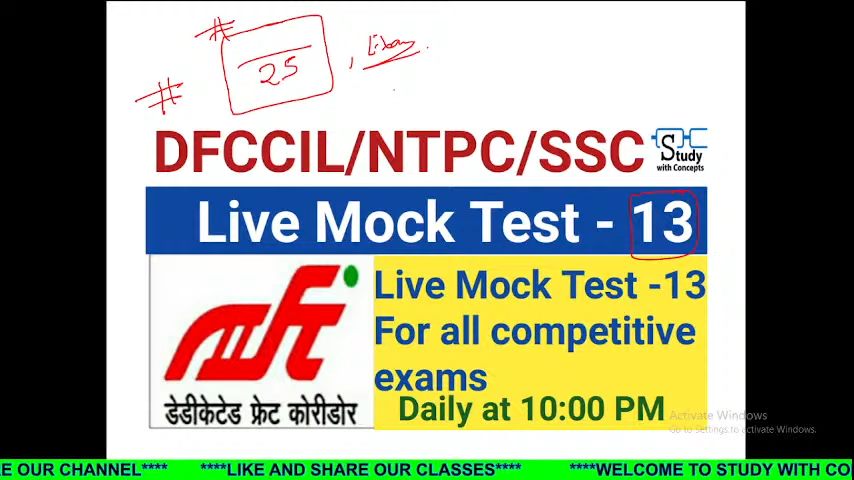 25
DFCCIL/NTPC/SSC
Study
with Concepts
Live Mock Test - 13
Live Mock Test -13
For all competitive
exams
Daily at 10:00 PM
डेडीकेटेड फ्रेट कोरीडोर
Activate Windows
Go to Settings to activate Windows.
E OUR CHANNEL**** ****LIKE AND SHARE OUR CLASSES**** ****WELCOME TO STUDY WITH CO